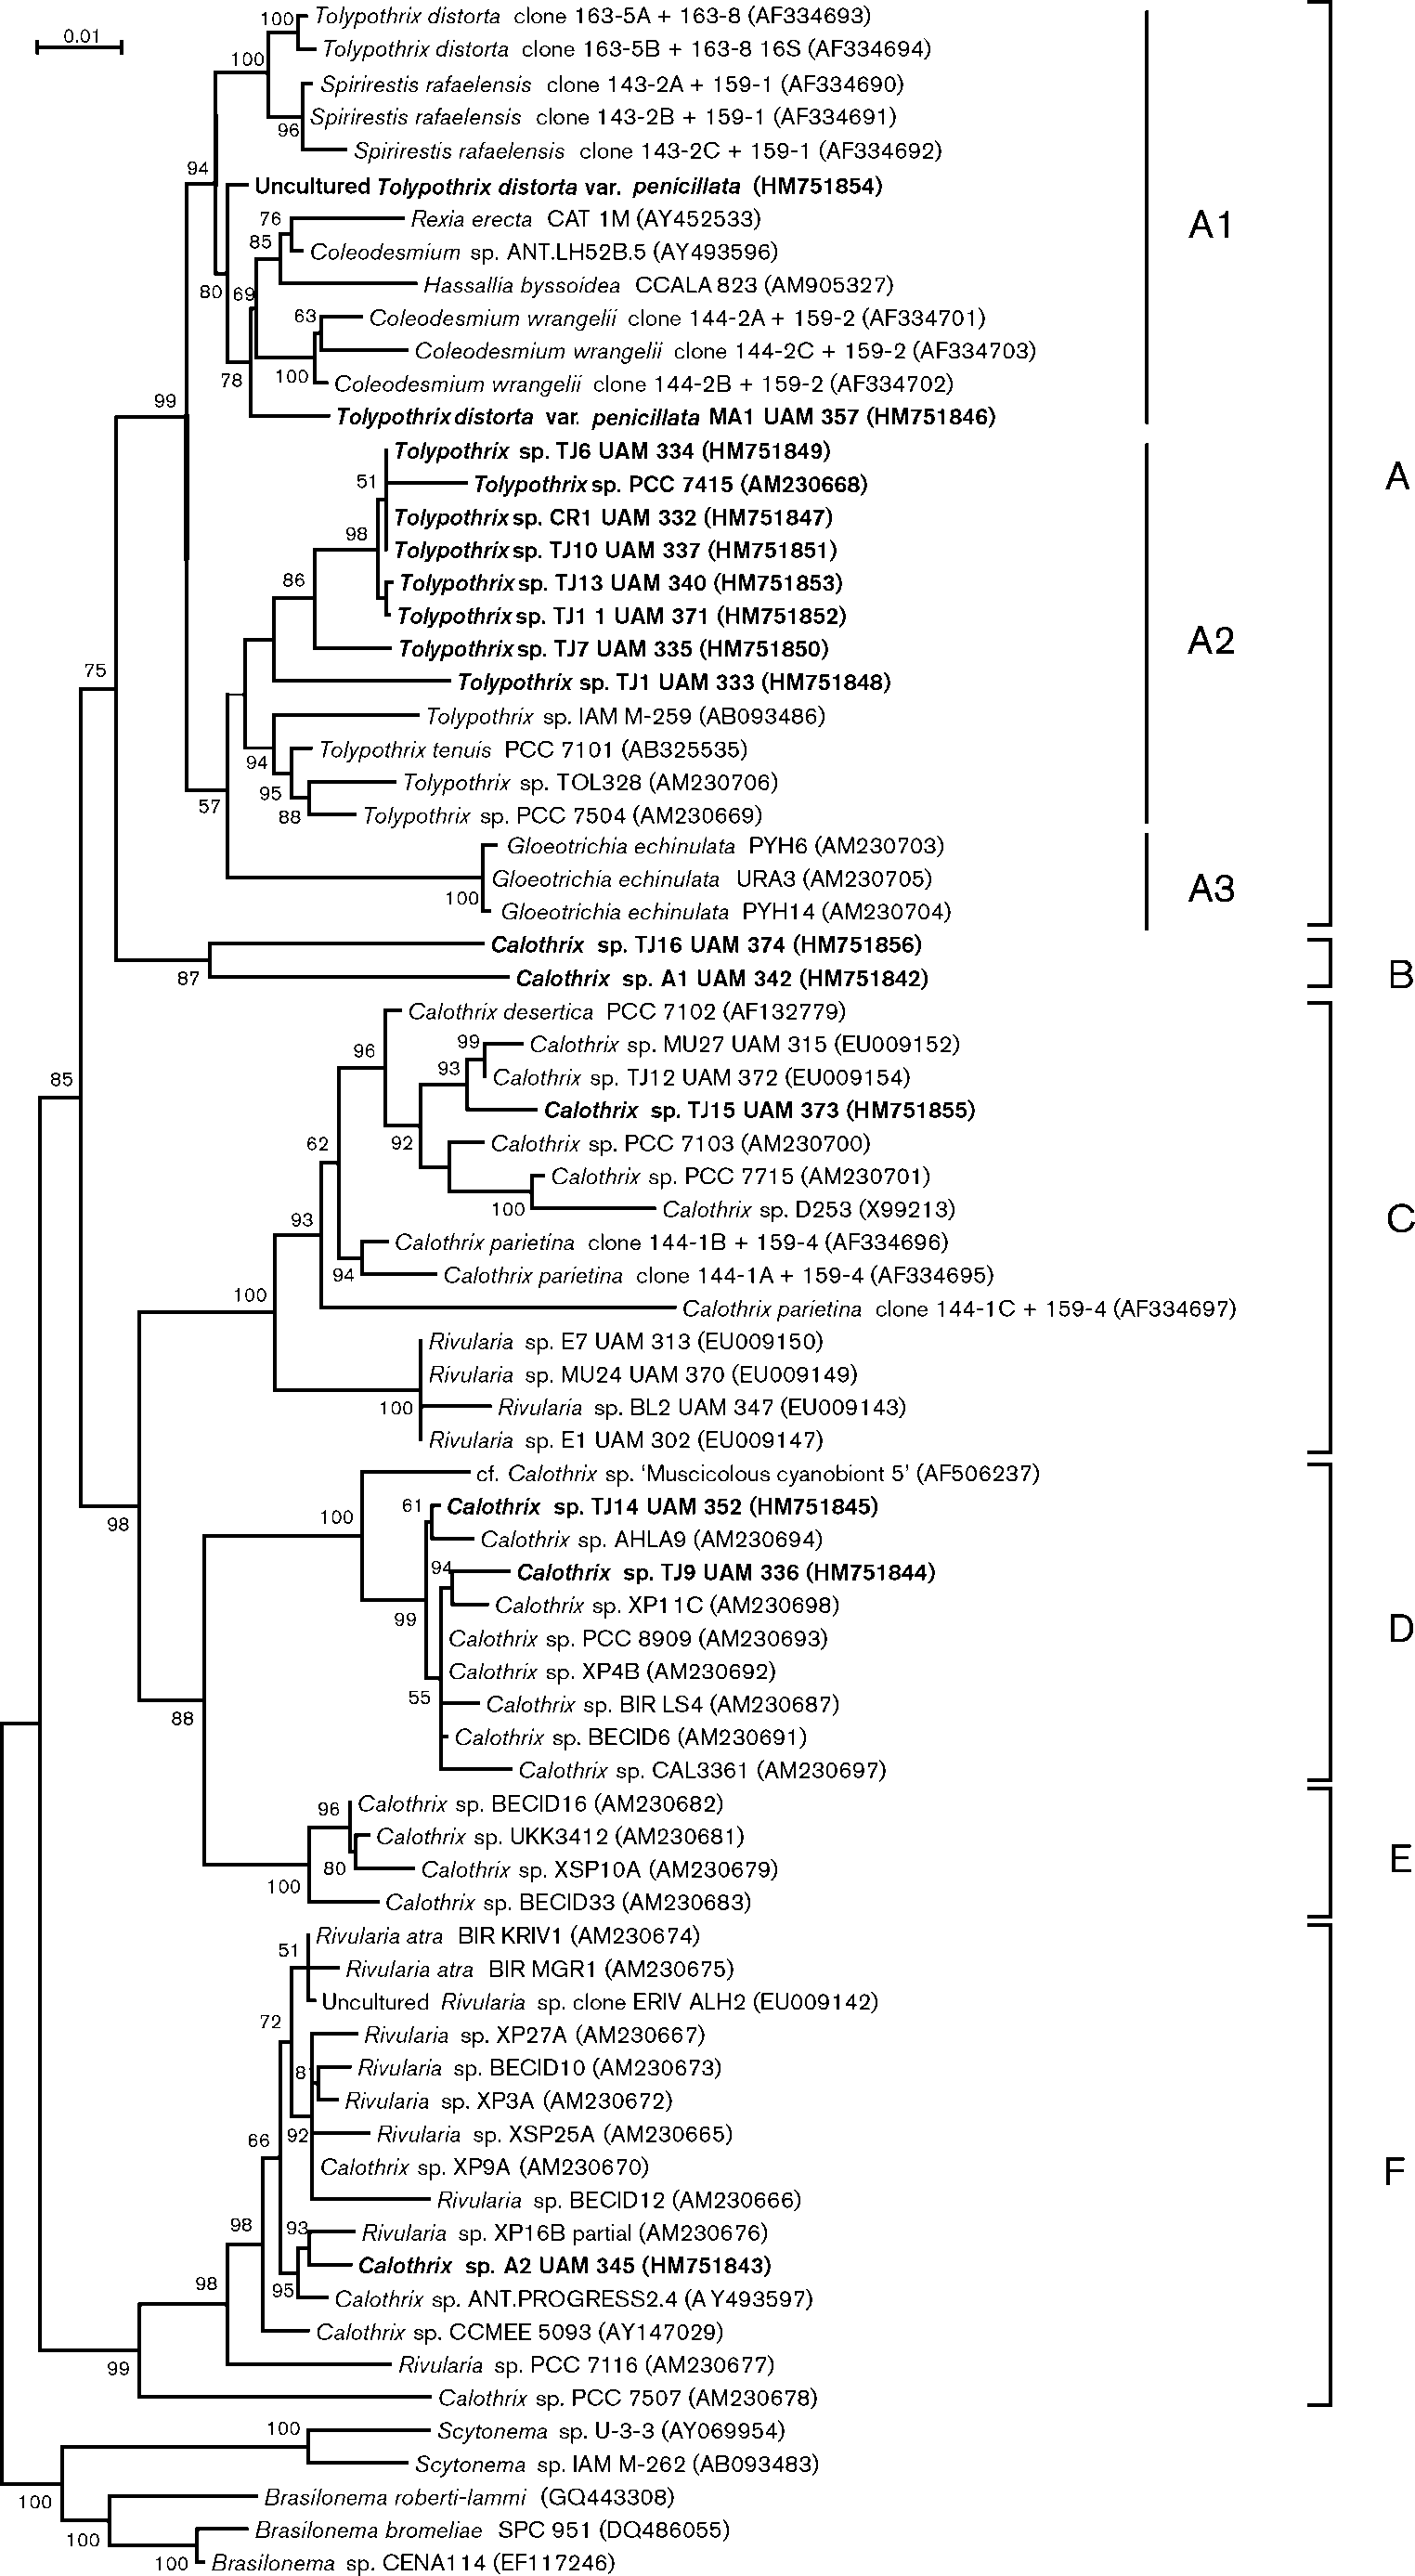 0.01
100
Tolypothrix distorta clone 163-5A + 163-8 (AF334693)
Tolypothrix distorta clone 163-5B + 163-8 16S (AF334694)
100
Spirirestis rafaelensis clone 143-2A + 159-1 (AF334690)
Spirirestis rafaelensis clone 143-2B + 159-1 (AF334691)
96
Spirirestis rafaelensis clone 143-2C + 159-1 (AF334692)
94
Uncultured Tolypothrix distorta var. penicillata (HM751854)
76
Rexia erecta CAT 1M (AY452533)
A1
85
Coleodesmium sp. ANT.LH52B.5 (AY493596)
80
69
Hassallia byssoidea CCALA 823 (AM905327)
63
Coleodesmium wrangelii clone 144-2A + 159-2 (AF334701)
Coleodesmium wrangelii clone 144-2C + 159-2 (AF334703)
78
100
Coleodesmium wrangelii clone 144-2B + 159-2 (AF334702)
99
Tolypothrix distorta var. penicillata MA1 UAM 357 (HM751846)
Tolypothrix sp. TJ6 UAM 334 (HM751849)
A
51
Tolypothrix sp. PCC 7415 (AM230668)
Tolypothrix sp. CR1 UAM 332 (HM751847)
98
Tolypothrix sp. TJ10 UAM 337 (HM751851)
86
Tolypothrix sp. TJ13 UAM 340 (HM751853)
Tolypothrix sp. TJ1 1 UAM 371 (HM751852)
A2
Tolypothrix sp. TJ7 UAM 335 (HM751850)
75
Tolypothrix sp. TJ1 UAM 333 (HM751848)
Tolypothrix sp. IAM M-259 (AB093486)
Tolypothrix tenuis PCC 7101 (AB325535)
94
Tolypothrix sp. TOL328 (AM230706)
95
57
88
Tolypothrix sp. PCC 7504 (AM230669)
Gloeotrichia echinulata PYH6 (AM230703)
Gloeotrichia echinulata URA3 (AM230705)
A3
100
Gloeotrichia echinulata PYH14 (AM230704)
Calothrix sp. TJ16 UAM 374 (HM751856)
B
87
Calothrix sp. A1 UAM 342 (HM751842)
Calothrix desertica PCC 7102 (AF132779)
99
Calothrix sp. MU27 UAM 315 (EU009152)
96
93
Calothrix sp. TJ12 UAM 372 (EU009154)
85
Calothrix sp. TJ15 UAM 373 (HM751855)
62
92
Calothrix sp. PCC 7103 (AM230700)
Calothrix sp. PCC 7715 (AM230701)
100
Calothrix sp. D253 (X99213)
C
93
Calothrix parietina clone 144-1B + 159-4 (AF334696)
94
Calothrix parietina clone 144-1A + 159-4 (AF334695)
100
Calothrix parietina clone 144-1C + 159-4 (AF334697)
Rivularia sp. E7 UAM 313 (EU009150)
Rivularia sp. MU24 UAM 370 (EU009149)
100
Rivularia sp. BL2 UAM 347 (EU009143)
Rivularia sp. E1 UAM 302 (EU009147)
cf. Calothrix sp. ‘Muscicolous cyanobiont 5’ (AF506237)
98
100
61
Calothrix sp. TJ14 UAM 352 (HM751845)
Calothrix sp. AHLA9 (AM230694)
94
Calothrix sp. TJ9 UAM 336 (HM751844)
99
Calothrix sp. XP11C (AM230698)
D
Calothrix sp. PCC 8909 (AM230693)
Calothrix sp. XP4B (AM230692)
88
55
Calothrix sp. BIR LS4 (AM230687)
Calothrix sp. BECID6 (AM230691)
Calothrix sp. CAL3361 (AM230697)
96
Calothrix sp. BECID16 (AM230682)
Calothrix sp. UKK3412 (AM230681)
E
80
Calothrix sp. XSP10A (AM230679)
100
Calothrix sp. BECID33 (AM230683)
Rivularia atra BIR KRIV1 (AM230674)
51
Rivularia atra BIR MGR1 (AM230675)
Uncultured Rivularia sp. clone ERIV ALH2 (EU009142)
72
Rivularia sp. XP27A (AM230667)
8
Rivularia sp. BECID10 (AM230673)
Rivularia sp. XP3A (AM230672)
66
92
Rivularia sp. XSP25A (AM230665)
Calothrix sp. XP9A (AM230670)
F
Rivularia sp. BECID12 (AM230666)
98
93
Rivularia sp. XP16B partial (AM230676)
Calothrix sp. A2 UAM 345 (HM751843)
98
95
Calothrix sp. ANT.PROGRESS2.4 (A Y493597)
Calothrix sp. CCMEE 5093 (AY147029)
99
Rivularia sp. PCC 7116 (AM230677)
Calothrix sp. PCC 7507 (AM230678)
100
Scytonema sp. U-3-3 (AY069954)
Scytonema sp. IAM M-262 (AB093483)
100
Brasilonema roberti-lammi (GQ443308)
100
Brasilonema bromeliae SPC 951 (DQ486055)
100
Brasilonema sp. CENA114 (EF117246)